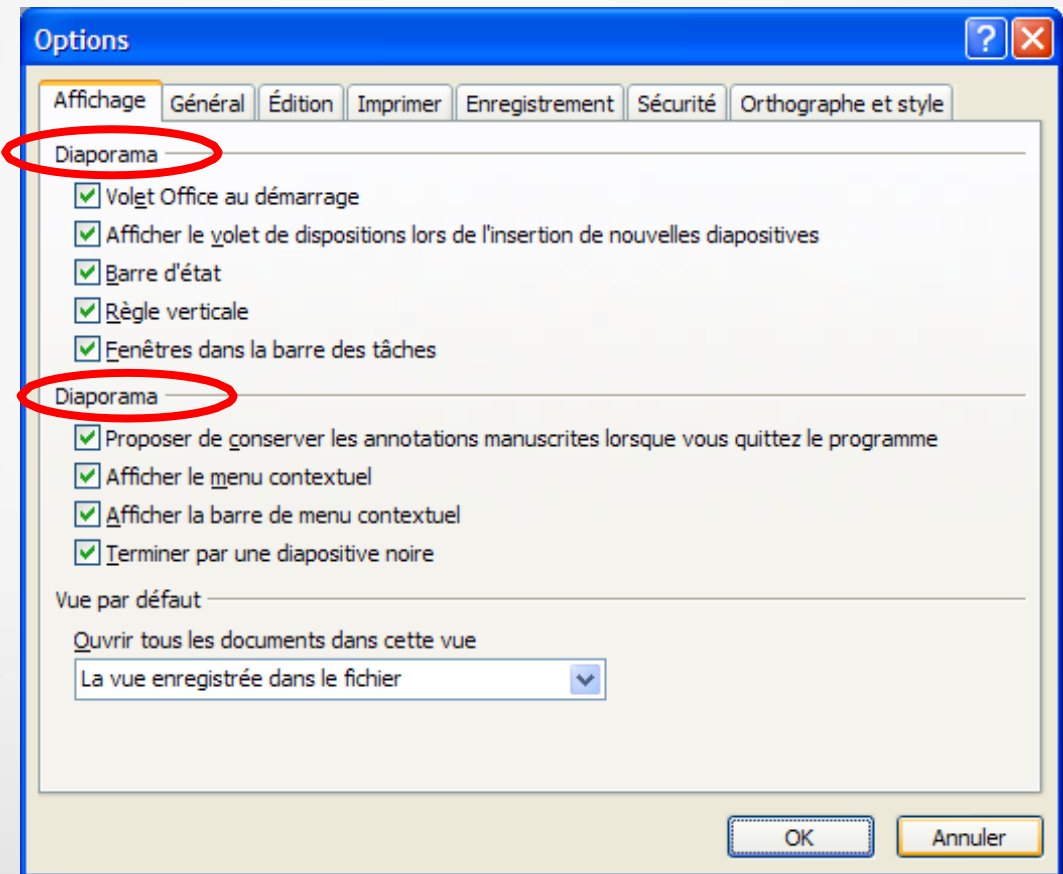 Options
Affichage Général Édition Imprimer Enregistrement Sécurité Orthographe et style
Diaporama
Volet Office au démarrage
Afficher le volet de dispositions lors de l'insertion de nouvelles diapositives
Barre d'état
Règle verticale
Fenêtres dans la barre des tâches
Diaporama
Proposer de conserver les annotations manuscrites lorsque vous quittez le programme
Afficher le menu contextuel
Afficher la barre de menu contextuel
Terminer par une diapositive noire
Vue par défaut
Ouvrir tous les documents dans cette vue
La vue enregistrée dans le fichier
OK Annuler